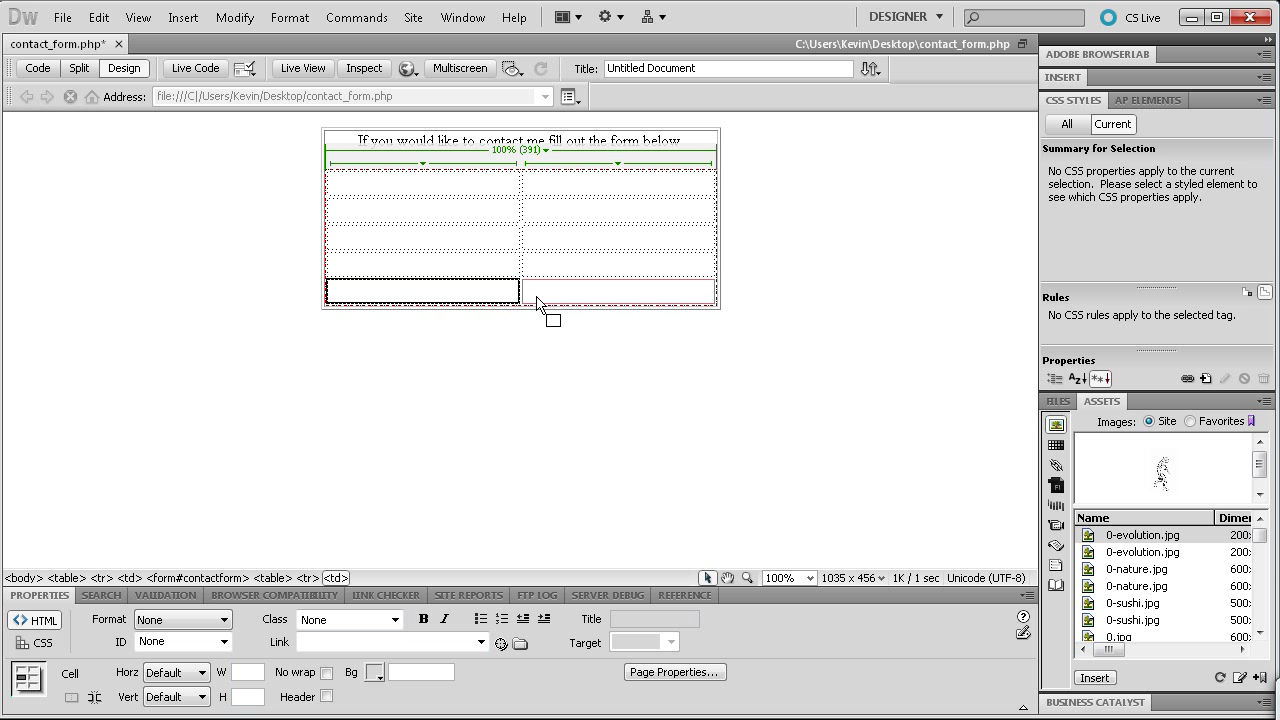 Dw File Edit View Insert Modify Format Commands Site Window Help DESIGNER CS Live
contact_form.php* C:\Users\Kevin\Desktop\contact_form.php
Code Split Design Live Code Live View Inspect Multiscreen Title: Untitled Document
Address: file:///C|/Users/Kevin/Desktop/contact_form.php
If you would like to contact me fill out the form below
100% (391)
<body> <table> <tr> <td> <form#contactform> <table> <tr> <td> 100% 1035 x 456 1K / 1 sec Unicode (UTF-8)
PROPERTIES SEARCH VALIDATION BROWSER COMPATIBILITY LINK CHECKER SITE REPORTS FTP LOG SERVER DEBUG REFERENCE
<> HTML Format None Class None B I Title
CSS ID None Link Target
Cell Horz Default W No wrap Bg Page Properties...
Vert Default H Header
ADOBE BROWSERLAB
INSERT
CSS STYLES AP ELEMENTS
All Current
Summary for Selection
No CSS properties apply to the current
selection. Please select a styled element to
see which CSS properties apply.
Rules
No CSS rules apply to the selected tag.
Properties
FILES ASSETS
Images: Site Favorites
Name Dimen
0-evolution.jpg 200
0-evolution.jpg 200
0-nature.jpg 600
0-nature.jpg 600
0-sushi.jpg 500
0-sushi.jpg 500
0.jpg 600
Insert
BUSINESS CATALYST